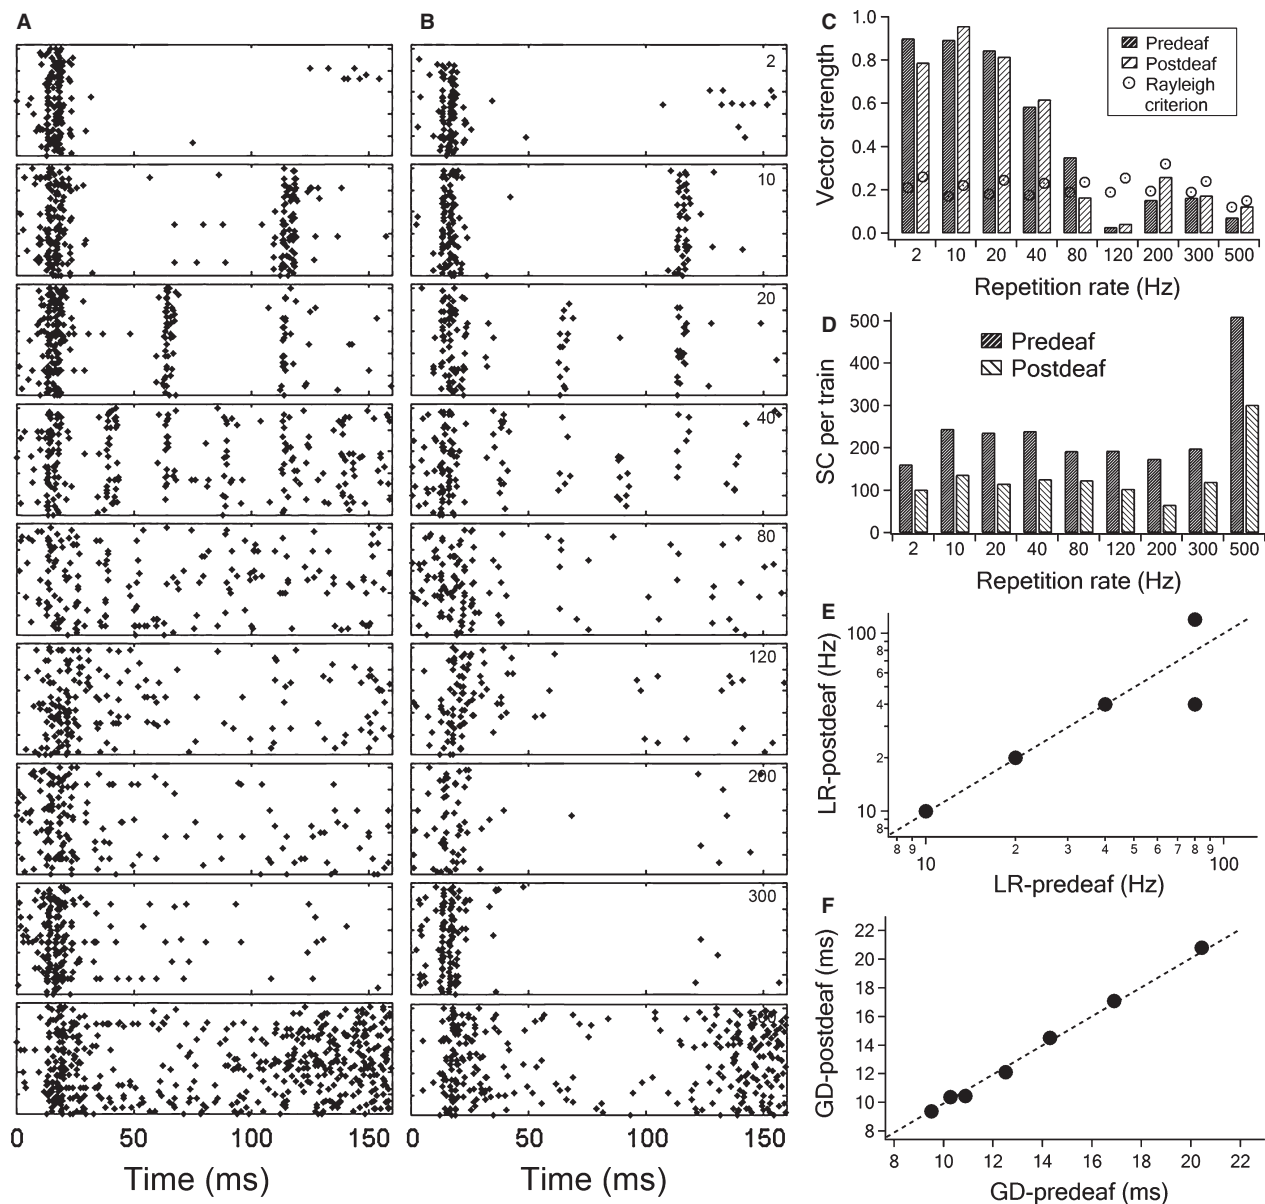 A
B
2
10
20
40
80
120
200
300
0 50 100 150
0 50 100 150
Time (ms)
Time (ms)
C
1.0
0.8
0.6
0.4
0.2
0.0
Vector strength
Predeaf
Postdeaf
Rayleigh
criterion
2 10 20 40 80 120 200 300 500
Repetition rate (Hz)
D
500
400
300
200
100
0
SC per train
Predeaf
Postdeaf
2 10 20 40 80 120 200 300 500
Repetition rate (Hz)
E
100
8
6
4
2
10
8
LR-postdeaf (Hz)
8 9 10 2 3 4 5 6 7 8 9 100
LR-predeaf (Hz)
F
22
20
18
16
14
12
10
8
GD-postdeaf (ms)
8 10 12 14 16 18 20 22
GD-predeaf (ms)